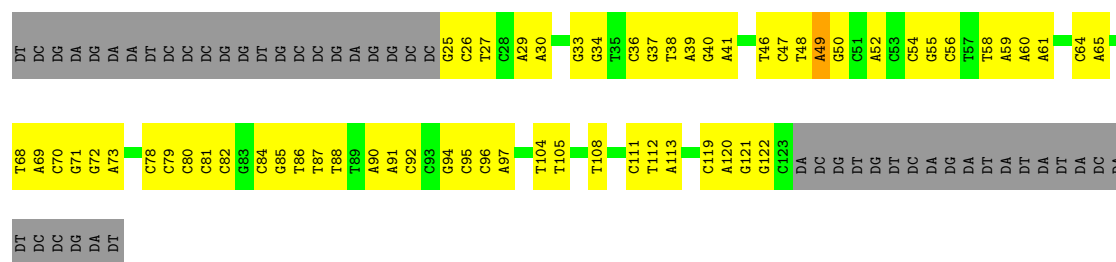 DT DC DG DA DG DA DA DT DC DC DC DG DG DT DG DC DC DG DA DG DG DC DC DC G25 C26 T27 C28 A29 A30 G33 G34 T35 C36 G37 T38 A39 G40 A41 T46 C47 T48 A49 G50 C51 A52 C53 C54 G55 C56 T57 T58 A59 A60 A61 C64 A65
T68 A69 C70 G71 G72 A73 C78 C79 C80 C81 C82 G83 C84 G85 T86 T87 T88 T89 A90 A91 C92 C93 G94 C95 C96 A97 T104 T105 T108 C111 T112 A113 C119 A120 G121 G122 C123 DA DC DG DT DG DT DC DA DG DA DT DA DT DA DT DA DC DA
DT DC DC DG DA DT